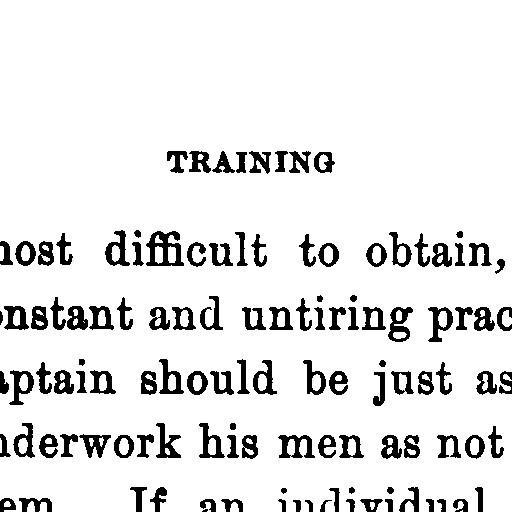 TRAINING
most difficult to obtain,
onstant and untiring prac
aptain should be just as
nderwork his men as not
em. If an individual